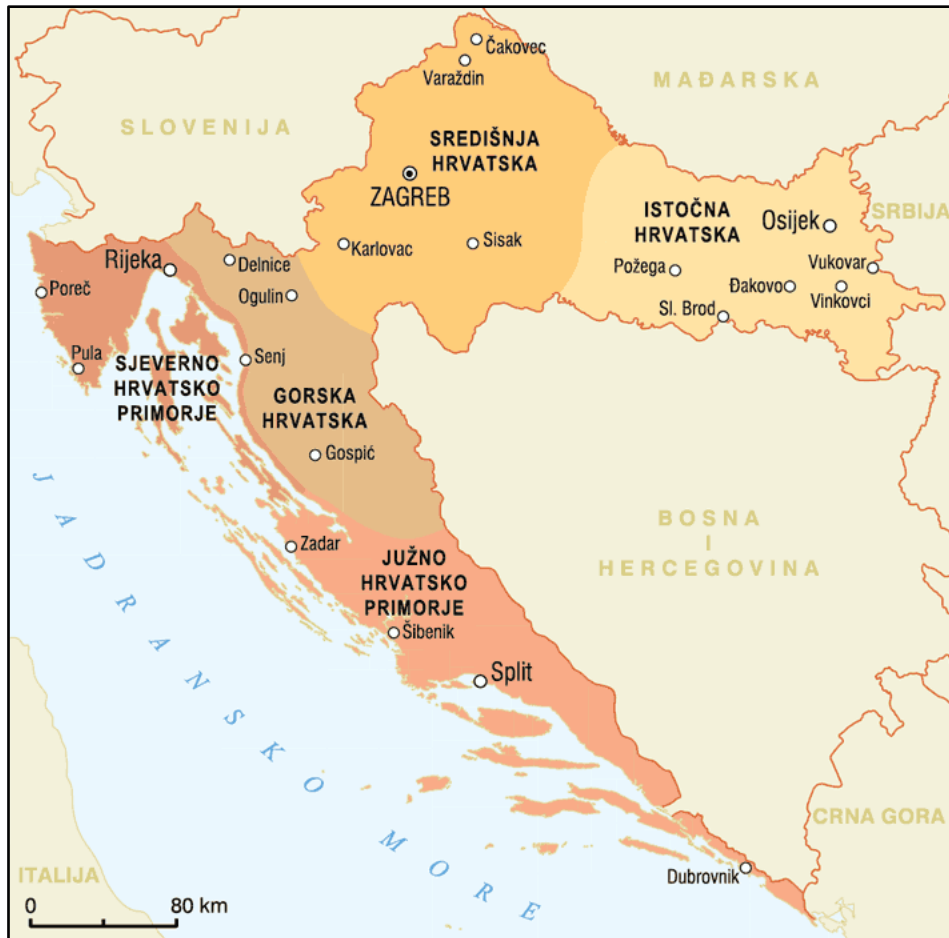 Čakovec
Varaždin
MAĐARSKA
SLOVENIJA
SREDIŠNJA
HRVATSKA
ZAGREB
ISTOČNA
HRVATSKA
Osijek
SRBIJA
Karlovac
Sisak
Rijeka
Delnice
Požega
Vukovar
Poreč
Ogulin
Đakovo
Vinkovci
Sl. Brod
Pula
Senj
SJEVERNO
HRVATSKO
PRIMORJE
GORSKA
HRVATSKA
Gospić
JADRANSKO MORE
BOSNA
I
HERCEGOVINA
Zadar
JUŽNO
HRVATSKO
PRIMORJE
Šibenik
Split
CRNA GORA
ITALIJA
Dubrovnik
0 80 km